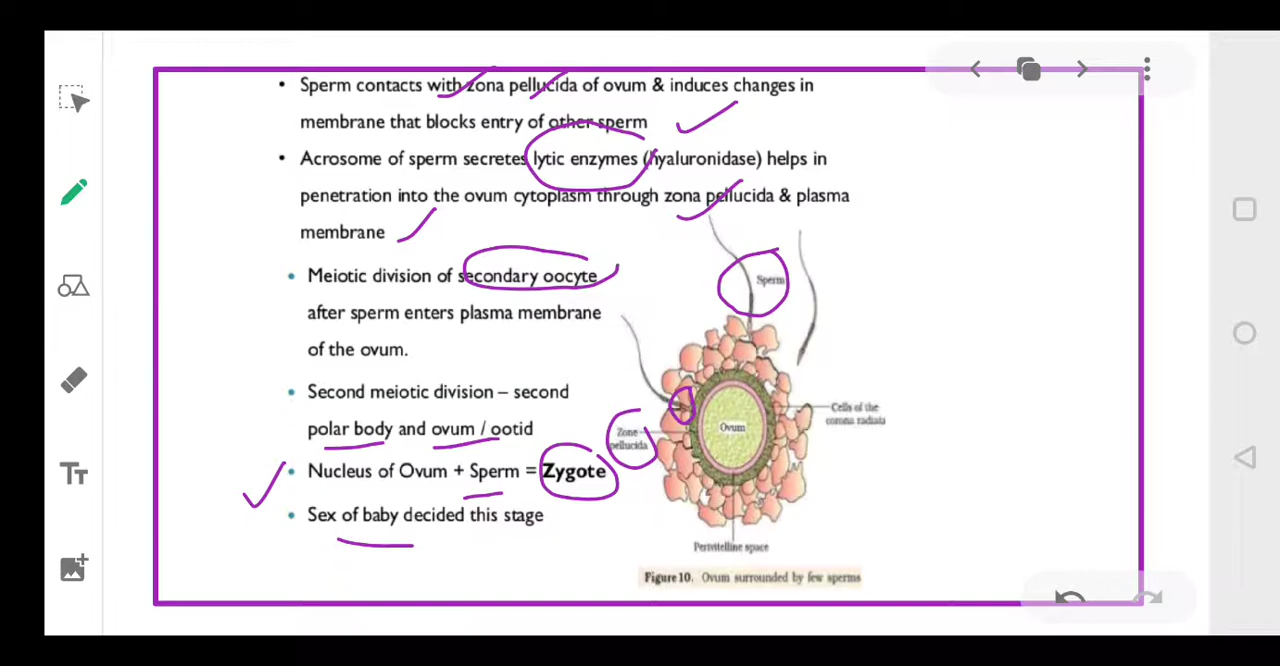 • Sperm contacts with zona pellucida of ovum & induces changes in
membrane that blocks entry of other sperm
• Acrosome of sperm secretes lytic enzymes (hyaluronidase) helps in
penetration into the ovum cytoplasm through zona pellucida & plasma
membrane
• Meiotic division of secondary oocyte
after sperm enters plasma membrane
of the ovum.
• Second meiotic division – second
polar body and ovum / ootid
• Nucleus of Ovum + Sperm = Zygote
• Sex of baby decided this stage
Sperm
Zone
pellucida
Ovum
Cells of the
corona radiata
Perivitelline space
Figure 10. Ovum surrounded by few sperms
Tт